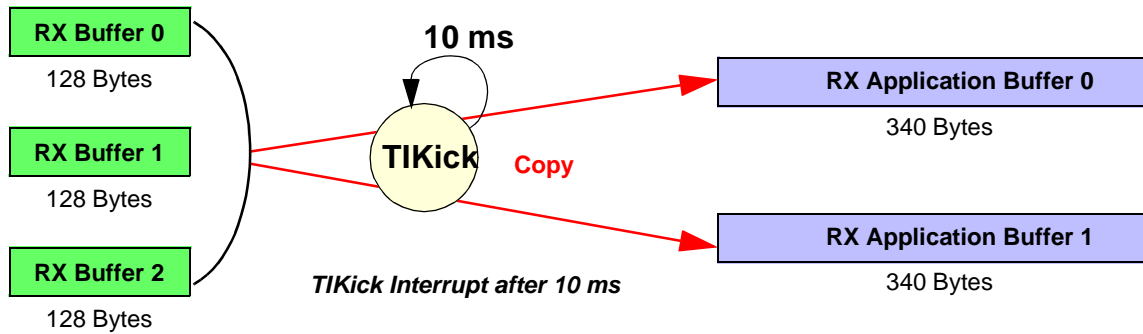 RX Buffer 0
128 Bytes
RX Buffer 1
128 Bytes
RX Buffer 2
128 Bytes
10 ms
TIKick
Copy
TIKick Interrupt after 10 ms
RX Application Buffer 0
340 Bytes
RX Application Buffer 1
340 Bytes